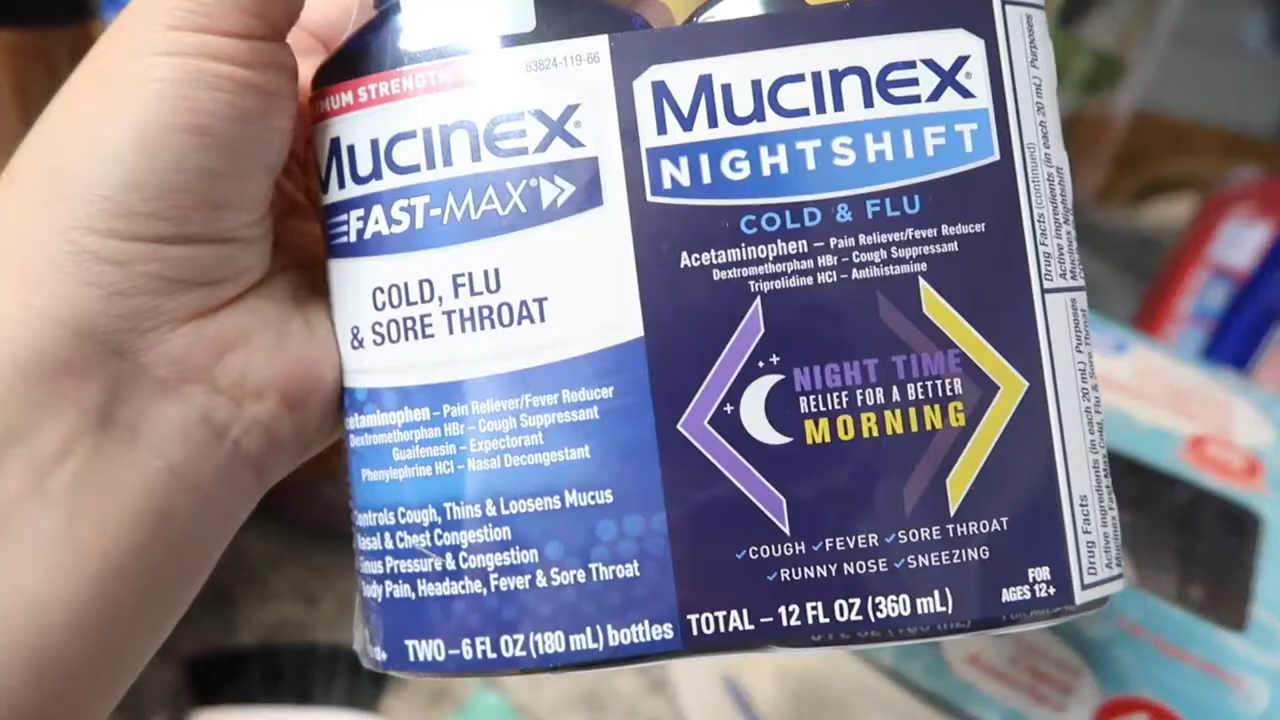 MUM STRENGTH
83824-119-66
Mucinex®
FAST-MAX®
COLD, FLU
& SORE THROAT
cetaminophen – Pain Reliever/Fever Reducer
Dextromethorphan HBr – Cough Suppressant
Guaifenesin – Expectorant
Phenylephrine HCl – Nasal Decongestant
Controls Cough, Thins & Loosens Mucus
Nasal & Chest Congestion
Sinus Pressure & Congestion
Body Pain, Headache, Fever & Sore Throat
TWO – 6 FL OZ (180 mL) bottles
Mucinex®
NIGHTSHIFT
COLD & FLU
Acetaminophen – Pain Reliever/Fever Reducer
Dextromethorphan HBr – Cough Suppressant
Triprolidine HCl – Antihistamine
NIGHT TIME
RELIEF FOR A BETTER
MORNING
✓COUGH ✓FEVER ✓SORE THROAT
✓RUNNY NOSE ✓SNEEZING
FOR
AGES 12+
TOTAL – 12 FL OZ (360 mL)
Drug Facts (continued)
Active ingredients (in each 20 mL) Purposes
Mucinex Nightshift
Drug Facts
Active ingredients (in each 20 mL) Purposes
Mucinex Fast-Max Cold, Flu & Sore Throat